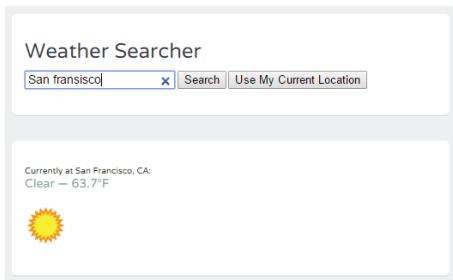 Weather Searcher
San fransisco Search Use My Current Location
Currently at San Francisco, CA:
Clear — 63.7°F